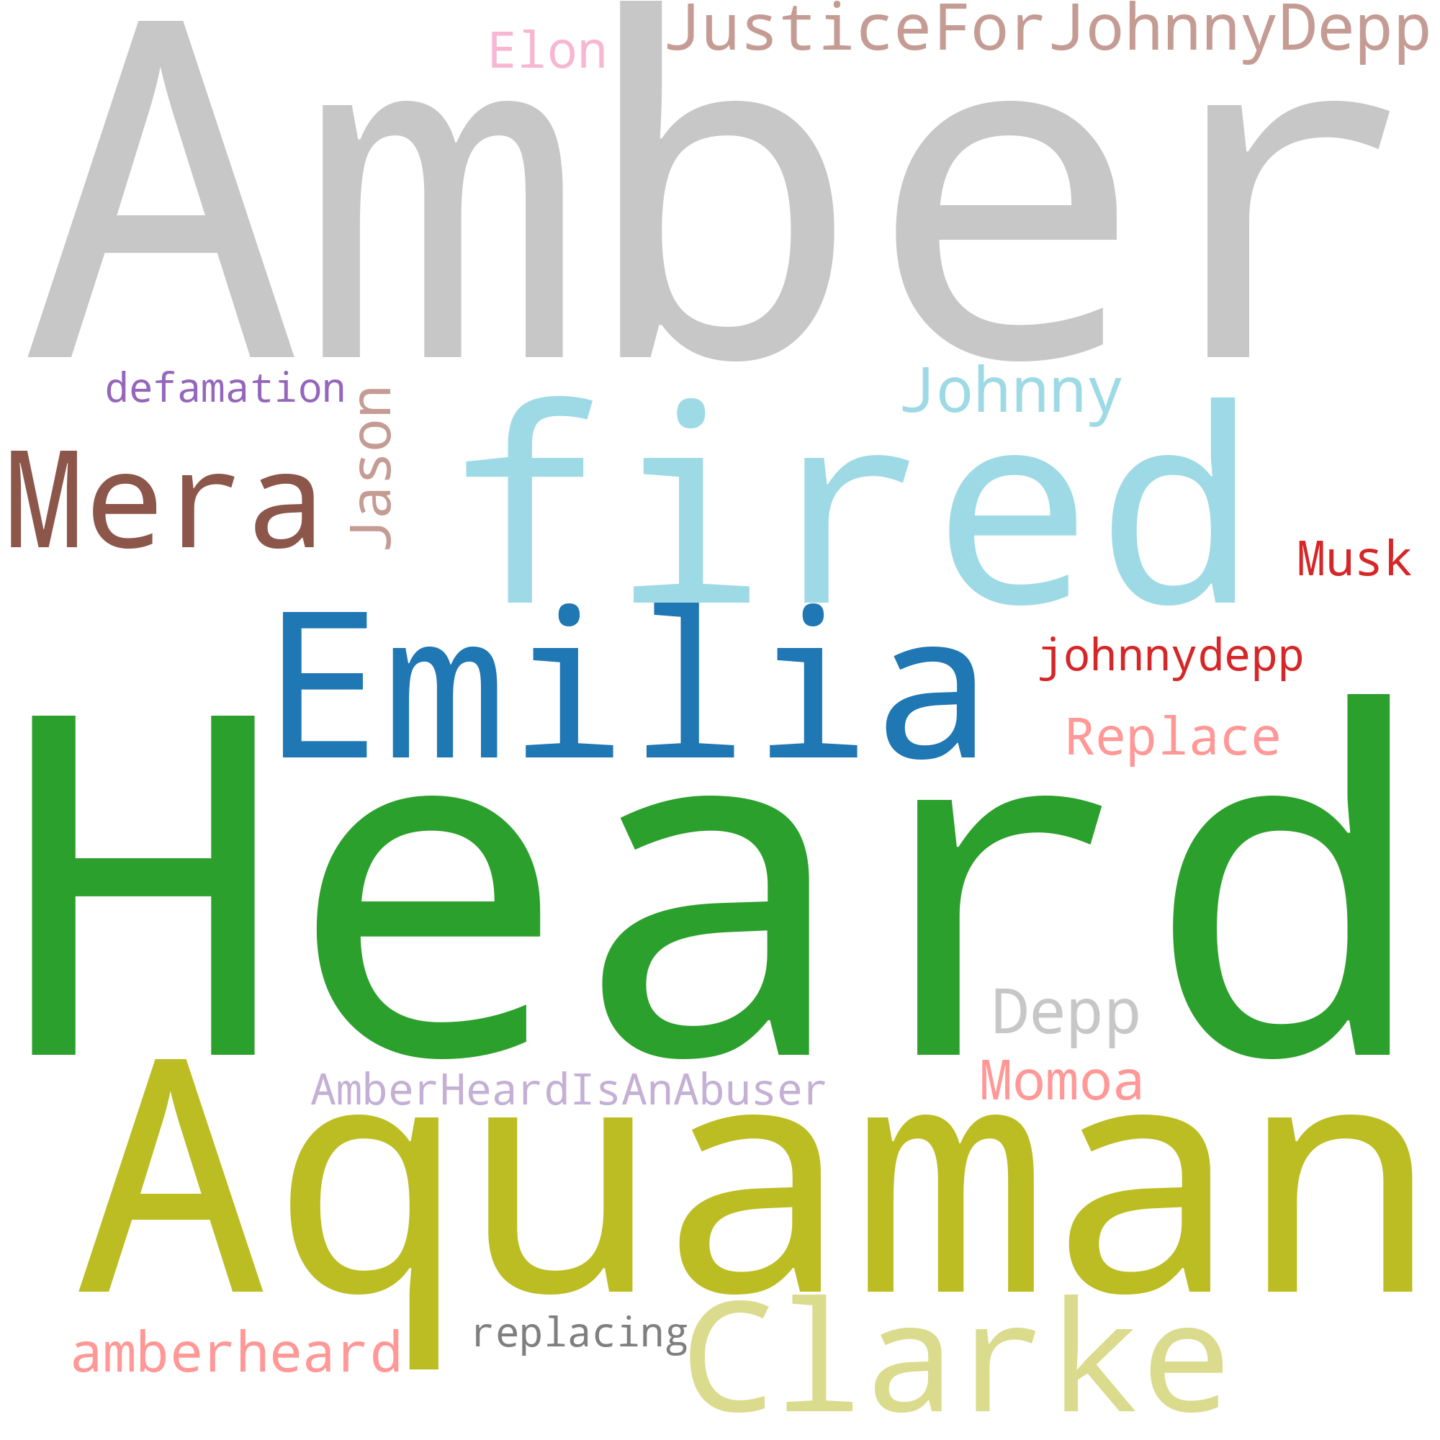 Elon
JusticeForJohnnyDepp
Amber
defamation
Jason
Johnny
Mera
fired
Musk
Emilia
johnnydepp
Replace
Heard
Depp
Momoa
AmberHeardIsAnAbuser
Aquaman
amberheard
replacing
Clarke